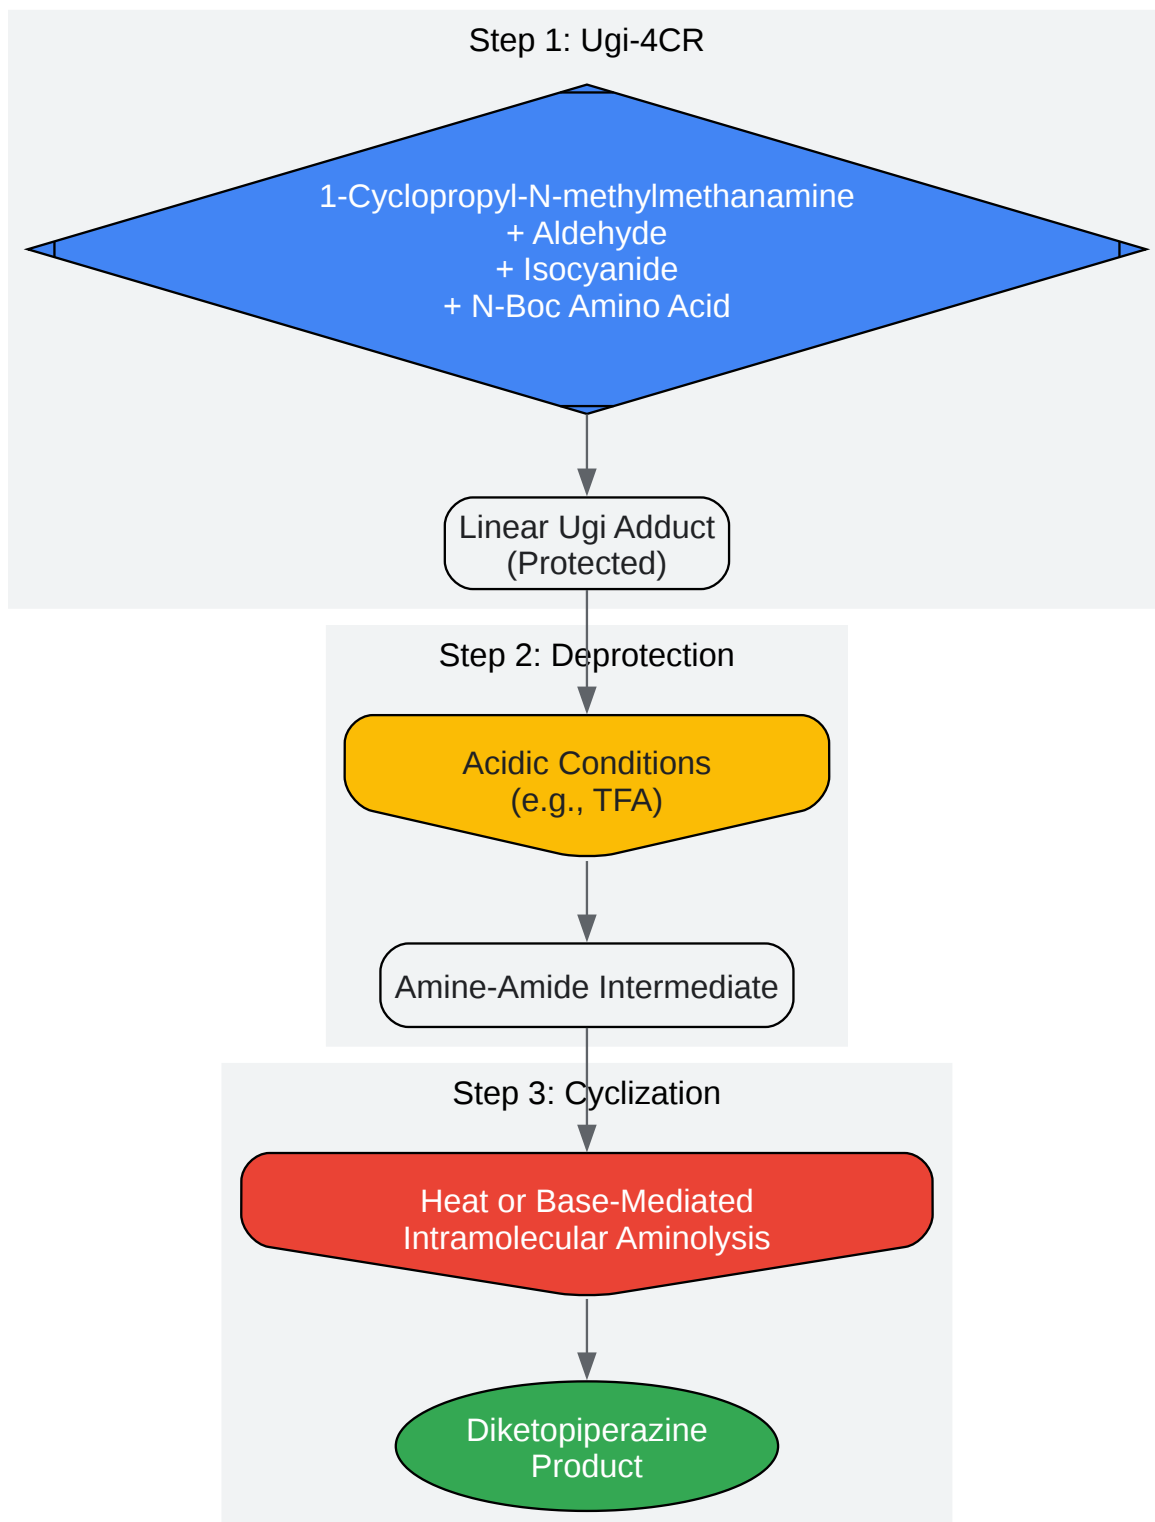 Step 1: Ugi-4CR
1-Cyclopropyl-N-methylmethanamine
+ Aldehyde
+ Isocyanide
+ N-Boc Amino Acid
Linear Ugi Adduct
(Protected)
Step 2: Deprotection
Acidic Conditions
(e.g., TFA)
Amine-Amide Intermediate
Step 3: Cyclization
Heat or Base-Mediated
Intramolecular Aminolysis
Diketopiperazine
Product